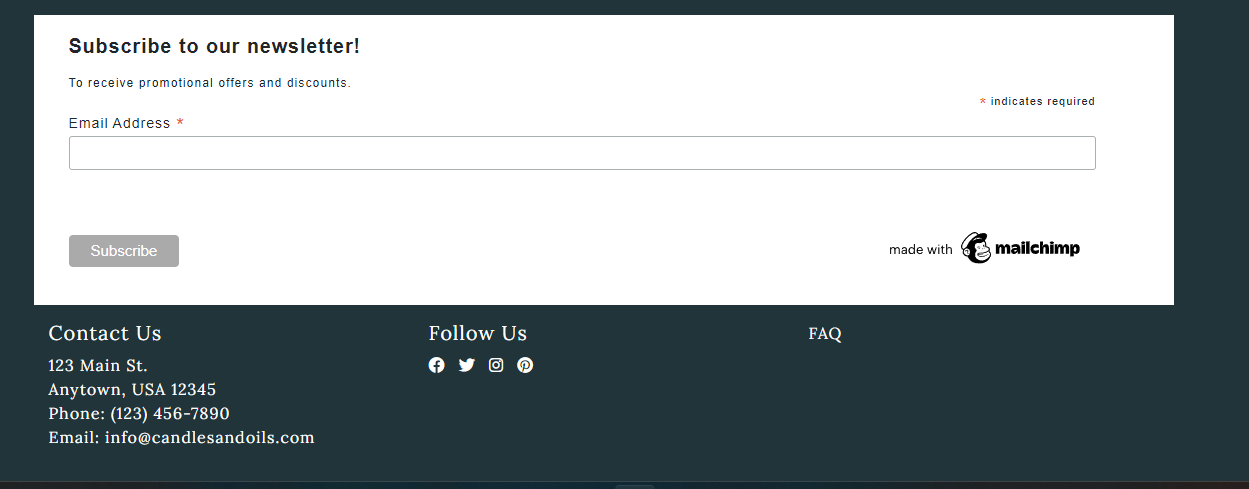 Subscribe to our newsletter!
To receive promotional offers and discounts.
* indicates required
Email Address *
Subscribe
made with mailchimp
Contact Us
123 Main St.
Anytown, USA 12345
Phone: (123) 456-7890
Email: info@candlesandoils.com
Follow Us
FAQ